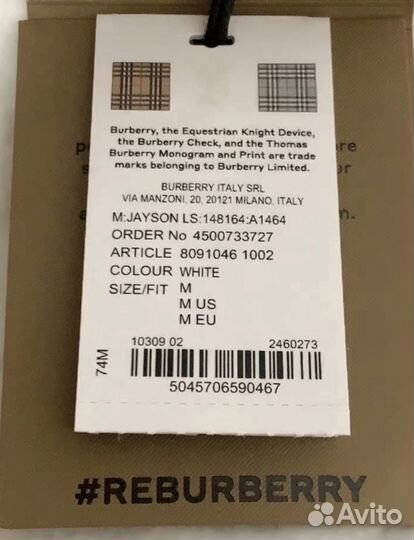 Burberry, the Equestrian Knight Device,
the Burberry Check, and the Thomas
Burberry Monogram and Print are trade
marks belonging to Burberry Limited.
BURBERRY ITALY SRL
VIA MANZONI, 20, 20121 MILANO, ITALY
M:JAYSON LS:148164:A1464
ORDER No 4500733727
ARTICLE 8091046 1002
COLOUR WHITE
SIZE/FIT M
M US
M EU
74M
10309 02 2460273
5045706590467
#REBURBERRY
Avito